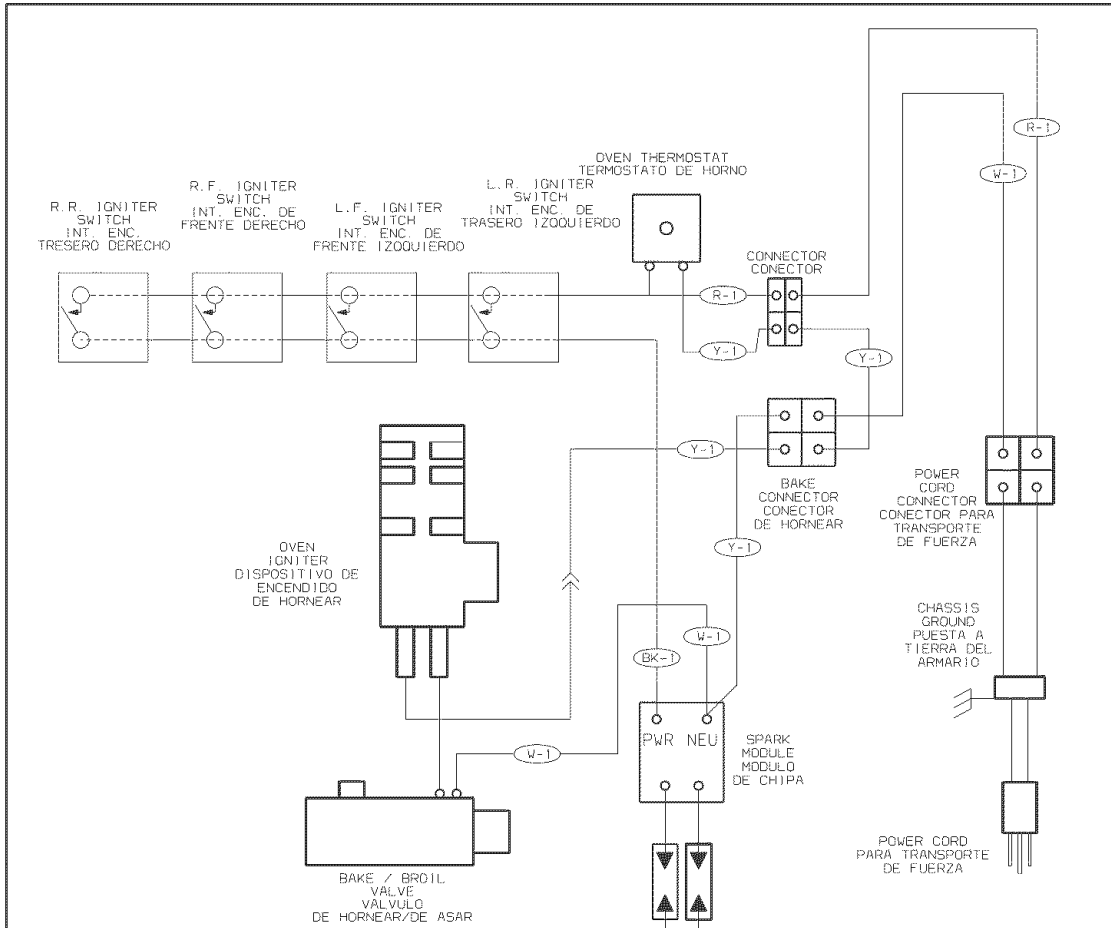 R.R. IGNITER
SWITCH
INT. ENC.
TRESERO DERECHO
R.F. IGNITER
SWITCH
INT. ENC. DE
FRENTE DERECHO
L.F. IGNITER
SWITCH
INT. ENC. DE
FRENTE IZOQUIERDO
L.R. IGNITER
SWITCH
INT. ENC. DE
TRASERO IZOQUIERDO
OVEN THERMOSTAT
TERMOSTATO DE HORNO
CONNECTOR
CONECTOR
R-1
W-1
R-1
Y-1
Y-1
Y-1
BAKE
CONNECTOR
CONECTOR
DE HORNEAR
POWER
CORD
CONNECTOR
CONECTOR PARA
TRANSPORTE
DE FUERZA
OVEN
IGNITER
DISPOSITIVO DE
ENCENDIDO
DE HORNEAR
Y-1
W-1
BK-1
CHASSIS
GROUND
PUESTA A
TIERRA DEL
ARMARIO
PWR NEU
SPARK
MODULE
MODULO
DE CHIPA
W-1
BAKE / BROIL
VALVE
VALVULO
DE HORNEAR/DE ASAR
POWER CORD
PARA TRANSPORTE
DE FUERZA